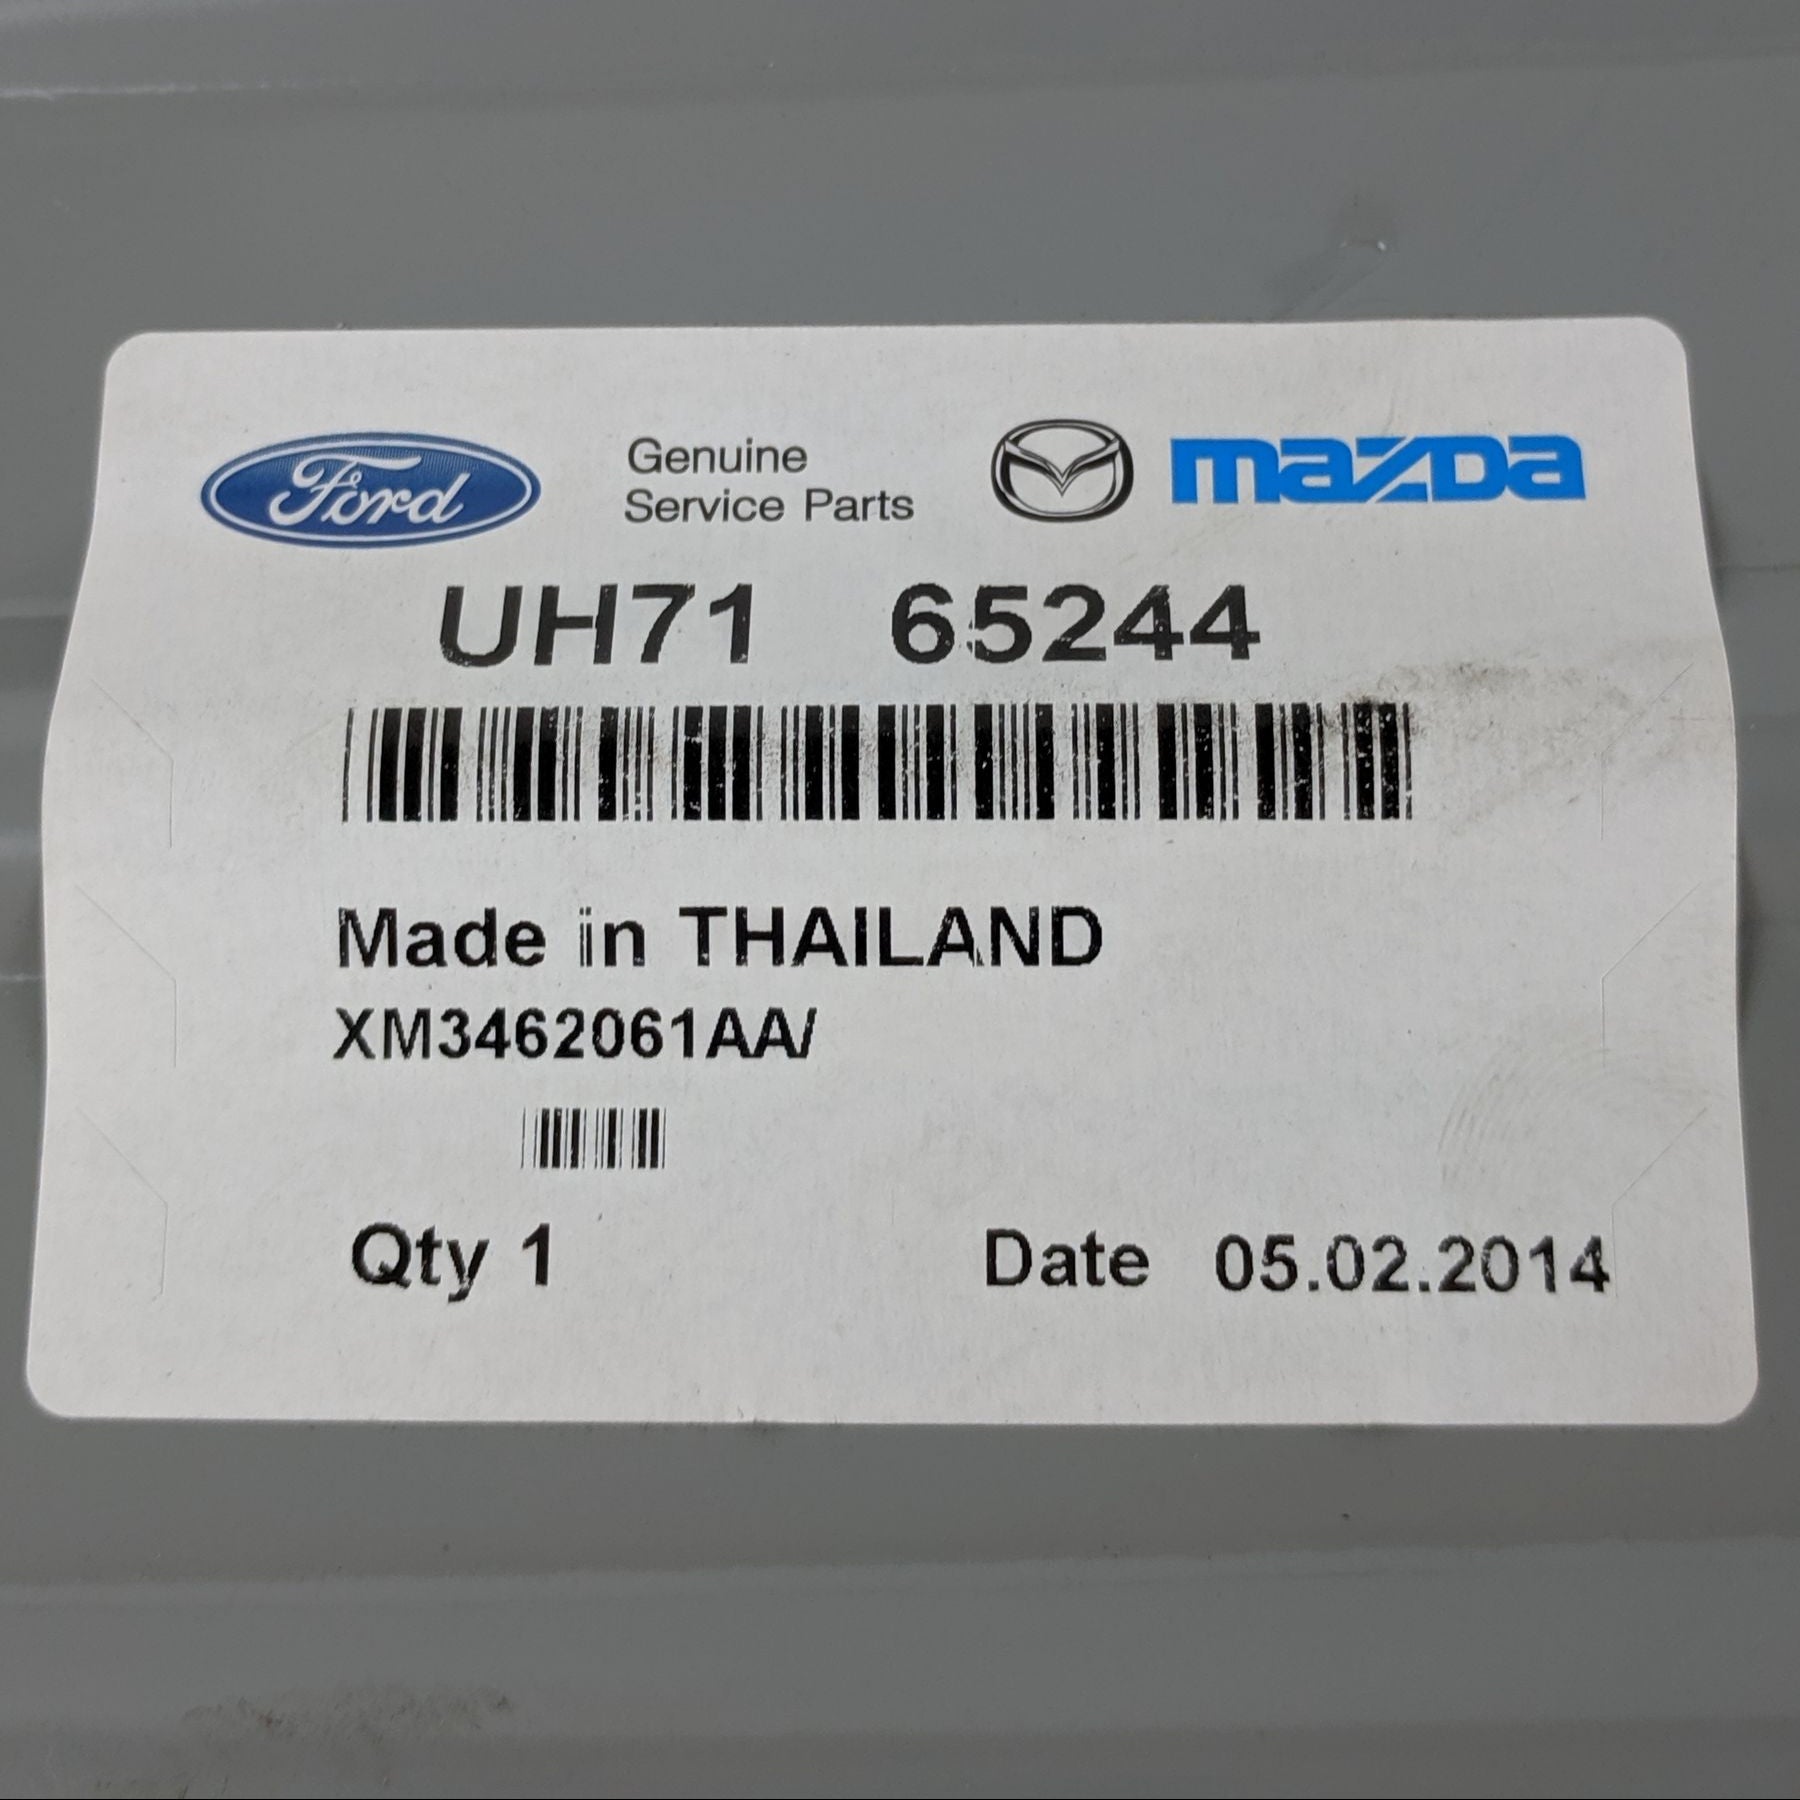 Ford Genuine mazda
Service Parts
UH71 65244
Made in THAILAND
XM3462061AA/
Qty 1 Date 05.02.2014